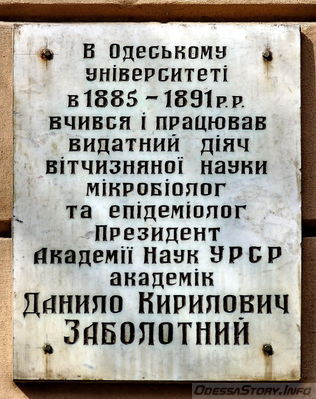 В Одеському
університеті
в 1885 – 1891 р.р.
вчився і працював
видатний діяч
вітчизняної науки
мікробіолог
та епідеміолог
Президент
Академії Наук УРСР
академік
Данило Кирилович
Заболотний
OdessaStory.Info